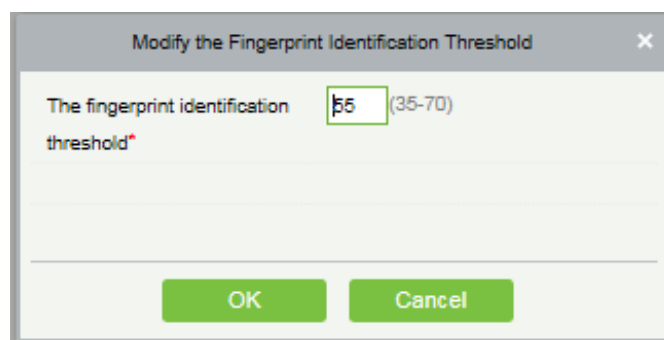 Modify the Fingerprint Identification Threshold
The fingerprint identification 55 (35-70)
threshold*
OK Cancel